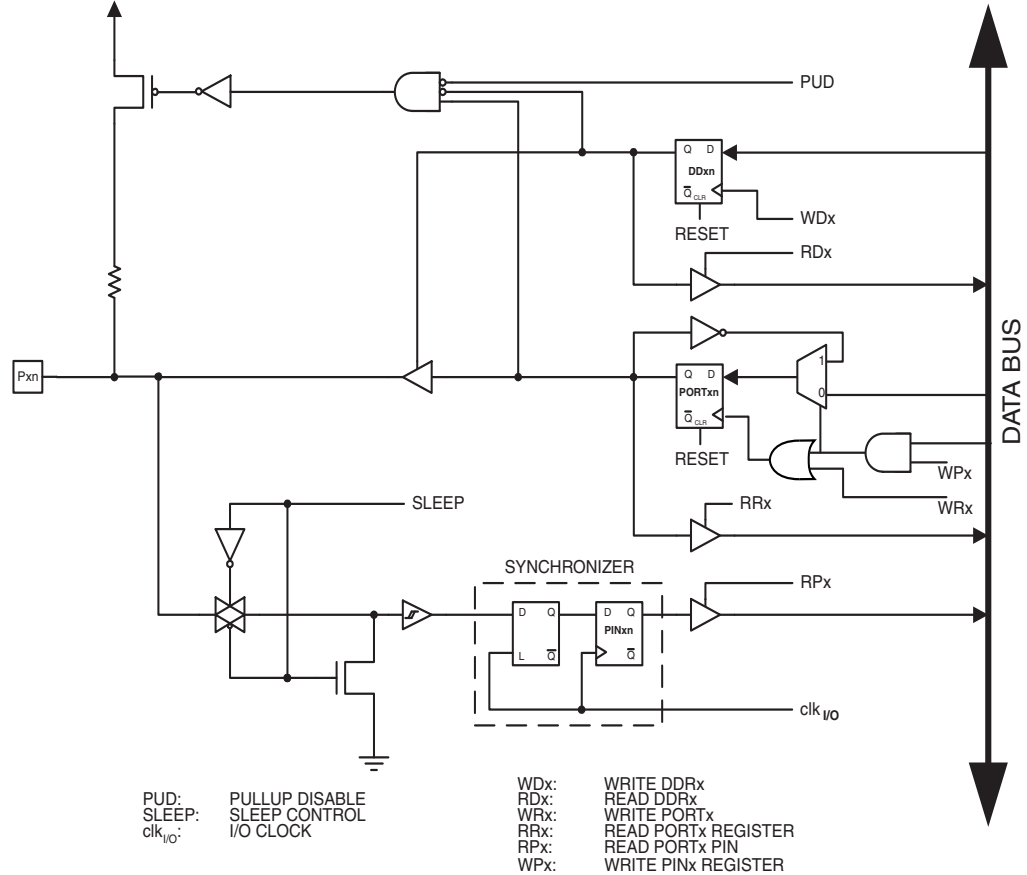 PUD
Q D
DDxn
Q CLR
WDx
RESET
RDx
Pxn
1
Q D
PORTxn
0
Q CLR
RESET
WPx
WRx
RRx
SLEEP
SYNCHRONIZER
RPx
D Q
L Q
D Q
PINxn
Q
clk I/O
DATA BUS
PUD: PULLUP DISABLE
SLEEP: SLEEP CONTROL
clk I/O: I/O CLOCK
WDx: WRITE DDRx
RDx: READ DDRx
WRx: WRITE PORTx
RRx: READ PORTx REGISTER
RPx: READ PORTx PIN
WPx: WRITE PINx REGISTER